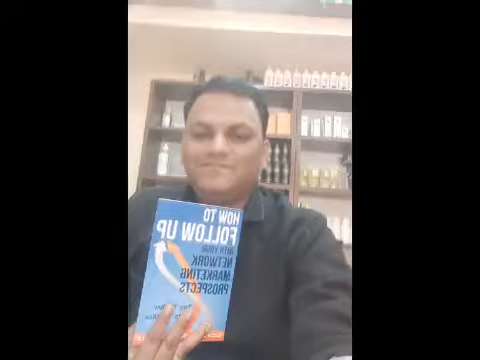 HOW TO
FOLLOW UP
WITH YOUR
NETWORK
MARKETING
PROSPECTS